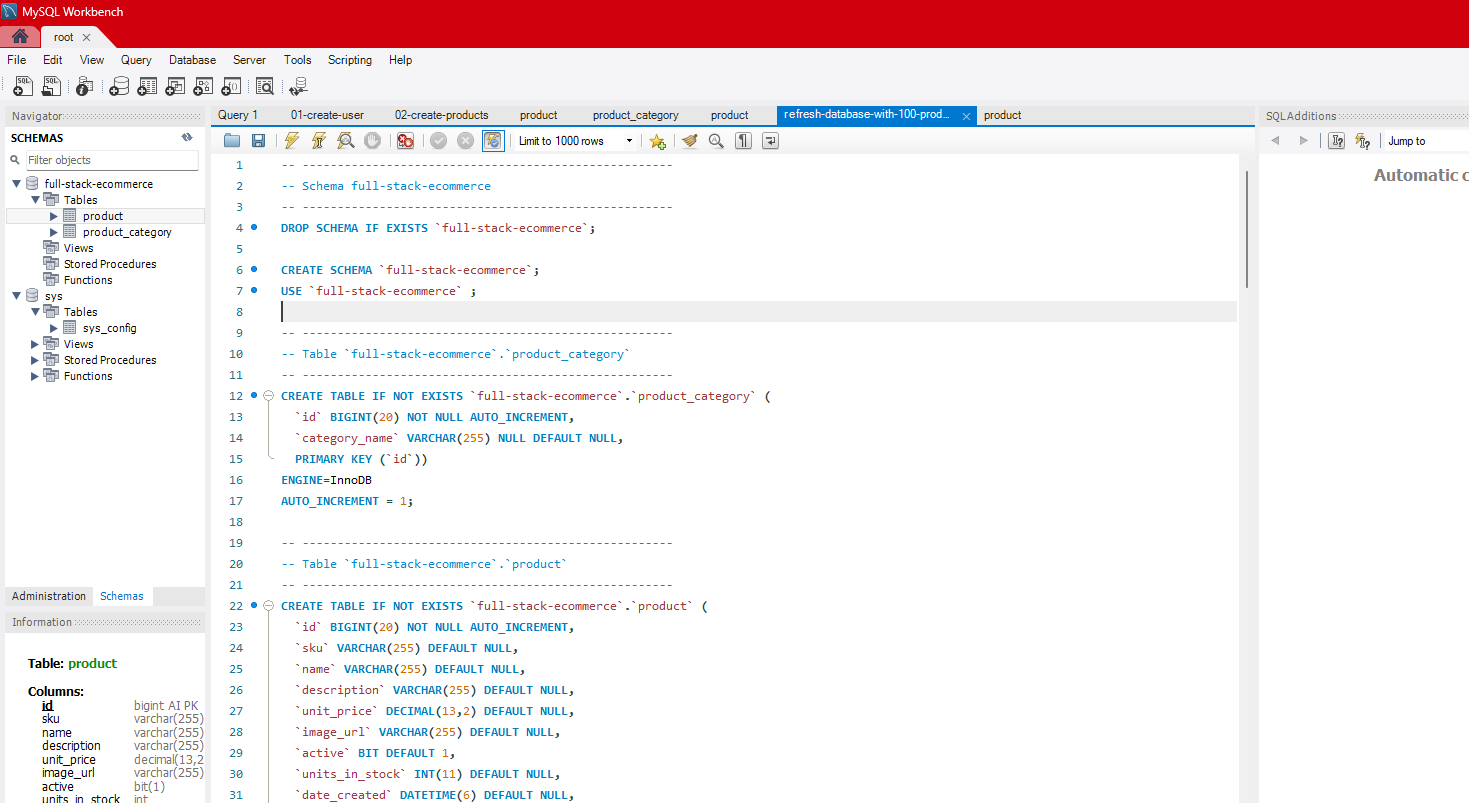 MySQL Workbench
root
File Edit View Query Database Server Tools Scripting Help
Navigator
SCHEMAS
Filter objects
full-stack-ecommerce
Tables
product
product_category
Views
Stored Procedures
Functions
sys
Tables
sys_config
Views
Stored Procedures
Functions
Administration Schemas
Information
Table: product
Columns:
id bigint AI PK
sku varchar(255)
name varchar(255)
description varchar(255)
unit_price decimal(13,2
image_url varchar(255)
active bit(1)
units_in_stock int
Query 1 01-create-user 02-create-products product product_category product refresh-database-with-100-prod... product
Limit to 1000 rows
1 -- -----------------------------------------------------
2 -- Schema full-stack-ecommerce
3 -- -----------------------------------------------------
4 DROP SCHEMA IF EXISTS `full-stack-ecommerce`;
5
6 CREATE SCHEMA `full-stack-ecommerce`;
7 USE `full-stack-ecommerce` ;
8
9 -- -----------------------------------------------------
10 -- Table `full-stack-ecommerce`.`product_category`
11 -- -----------------------------------------------------
12 CREATE TABLE IF NOT EXISTS `full-stack-ecommerce`.`product_category` (
13 `id` BIGINT(20) NOT NULL AUTO_INCREMENT,
14 `category_name` VARCHAR(255) NULL DEFAULT NULL,
15 PRIMARY KEY (`id`))
16 ENGINE=InnoDB
17 AUTO_INCREMENT = 1;
18
19 -- -----------------------------------------------------
20 -- Table `full-stack-ecommerce`.`product`
21 -- -----------------------------------------------------
22 CREATE TABLE IF NOT EXISTS `full-stack-ecommerce`.`product` (
23 `id` BIGINT(20) NOT NULL AUTO_INCREMENT,
24 `sku` VARCHAR(255) DEFAULT NULL,
25 `name` VARCHAR(255) DEFAULT NULL,
26 `description` VARCHAR(255) DEFAULT NULL,
27 `unit_price` DECIMAL(13,2) DEFAULT NULL,
28 `image_url` VARCHAR(255) DEFAULT NULL,
29 `active` BIT DEFAULT 1,
30 `units_in_stock` INT(11) DEFAULT NULL,
31 `date_created` DATETIME(6) DEFAULT NULL,
SQLAdditions
Jump to
Automatic c